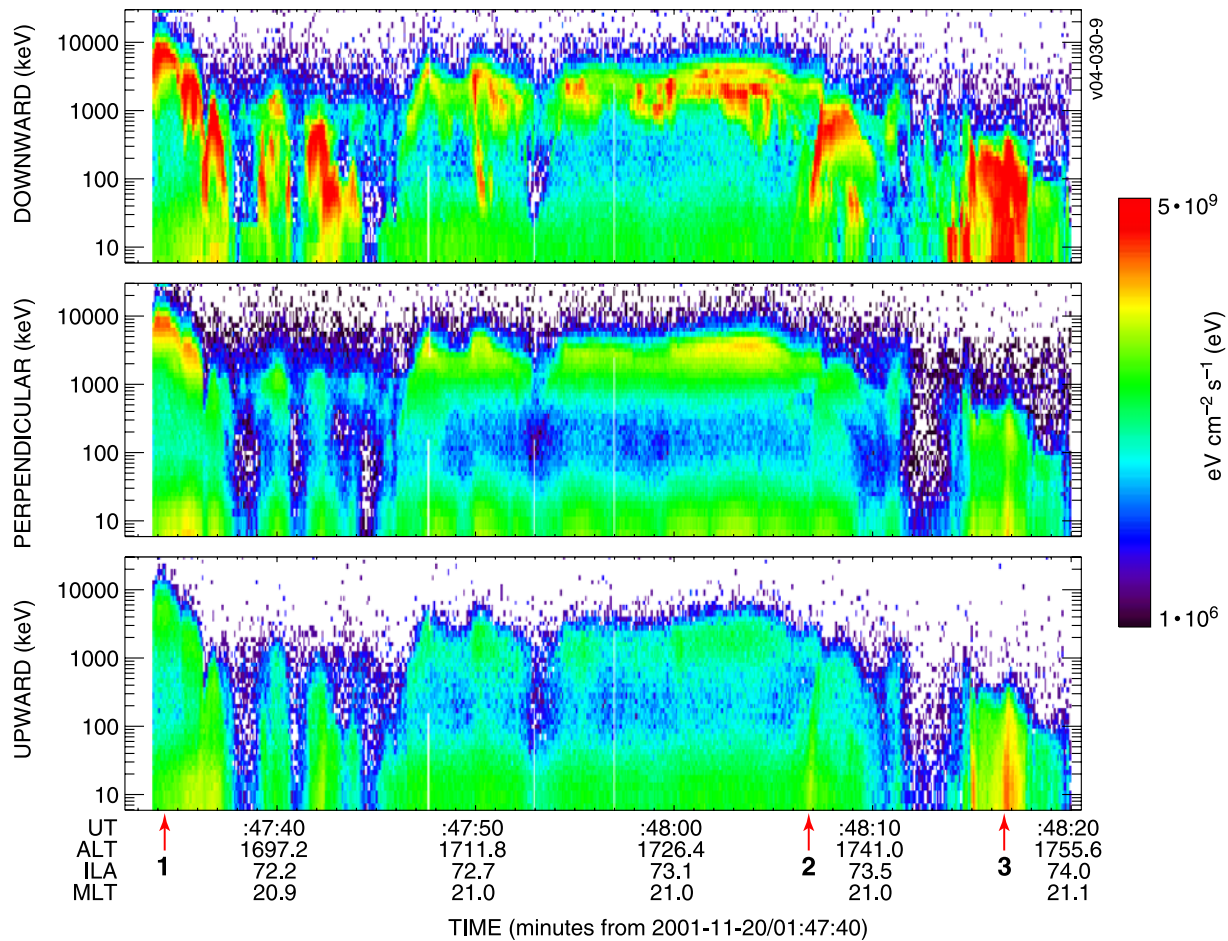 v04-030-9
DOWNWARD (keV)
10000
1000
100
10
PERPENDICULAR (keV)
10000
1000
100
10
UPWARD (keV)
10000
1000
100
10
5•10⁹
eV cm⁻² s⁻¹ (eV)
1•10⁶
UT :47:40 :47:50 :48:00 :48:10 :48:20
ALT 1697.2 1711.8 1726.4 1741.0 1755.6
ILA 72.2 72.7 73.1 73.5 74.0
MLT 20.9 21.0 21.0 21.0 21.1
1 2 3
TIME (minutes from 2001-11-20/01:47:40)